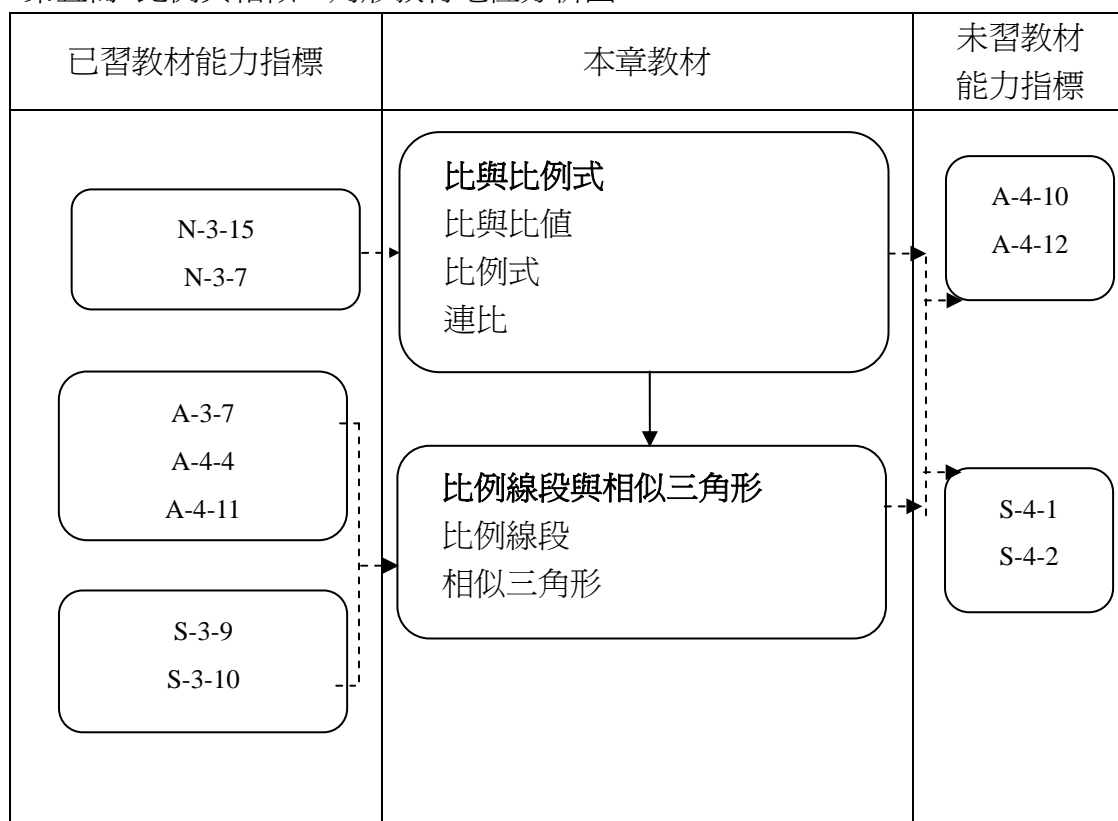 已習教材能力指標
本章教材
未習教材
能力指標
N-3-15
N-3-7
A-3-7
A-4-4
A-4-11
S-3-9
S-3-10
比與比例式
比與比值
比例式
連比
比例線段與相似三角形
比例線段
相似三角形
A-4-10
A-4-12
S-4-1
S-4-2